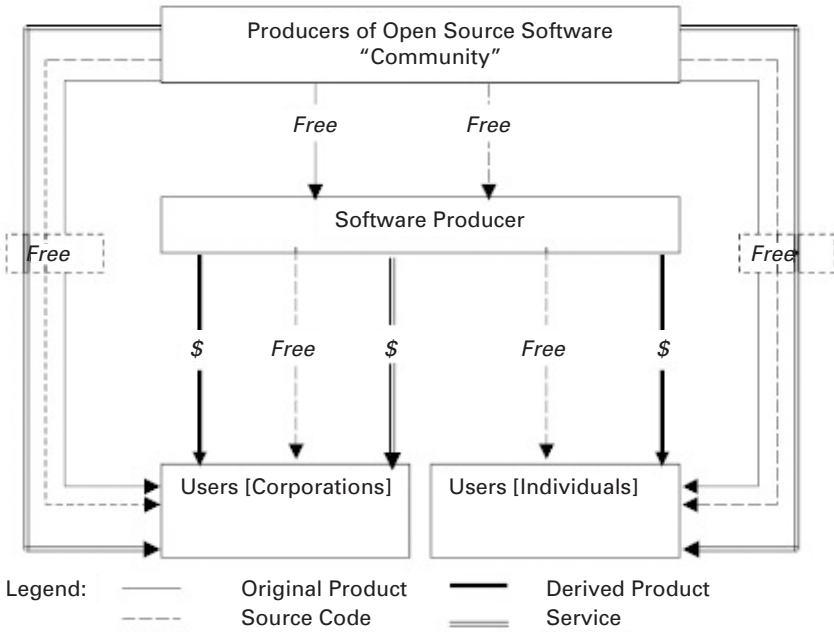 Producers of Open Source Software
“Community”
Free Free
Software Producer
Free Free
$ Free $ Free $
Users [Corporations] Users [Individuals]
Legend: Original Product Derived Product
Source Code Service